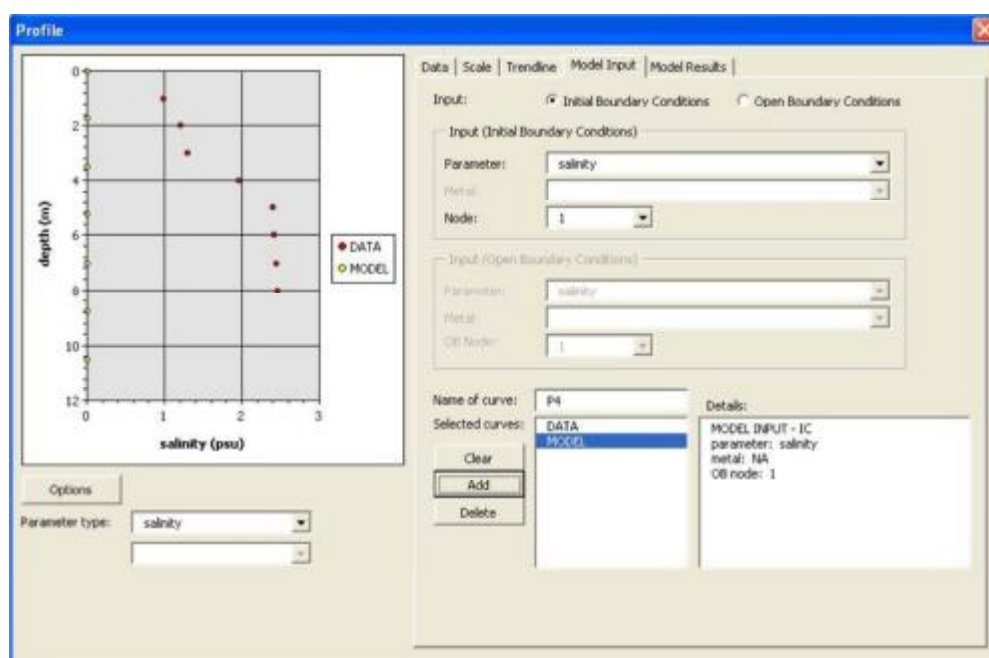 Profile
0
2
4
6
8
10
12
depth (m)
0 1 2 3
salinity (psu)
DATA
MODEL
Options
Parameter type: salinity
Data Scale Trendline Model Input Model Results
Input: Initial Boundary Conditions Open Boundary Conditions
Input (Initial Boundary Conditions)
Parameter: salinity
Metal:
Node: 1
Input (Open Boundary Conditions)
Parameter: salinity
Metal:
OB Node: 1
Name of curve: P4
Selected curves: DATA
MODEL
Clear
Add
Delete
Details:
MODEL INPUT - IC
parameter: salinity
metal: NA
OB node: 1